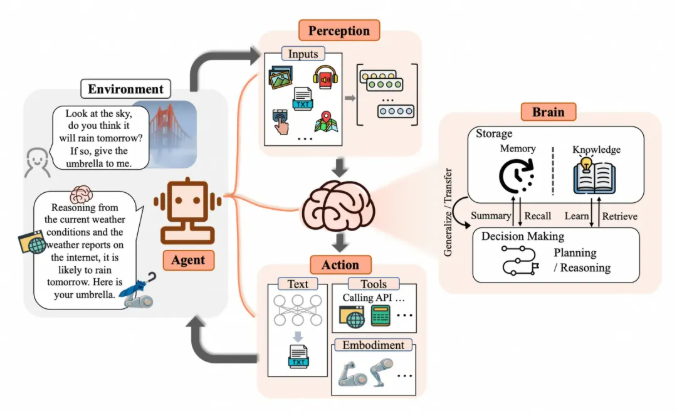 Perception
Inputs
TXT
...
Environment
Look at the sky,
do you think it
will rain tomorrow?
If so, give the
umbrella to me.
Reasoning from
the current weather
conditions and the
weather reports on
the internet, it is
likely to rain
tomorrow. Here is
your umbrella.
Agent
Action
Text
TXT
Tools
Calling API ...
...
Embodiment
...
Brain
Storage
Memory
Knowledge
Generalize / Transfer
Summary
Recall
Learn
Retrieve
Decision Making
Planning
/ Reasoning